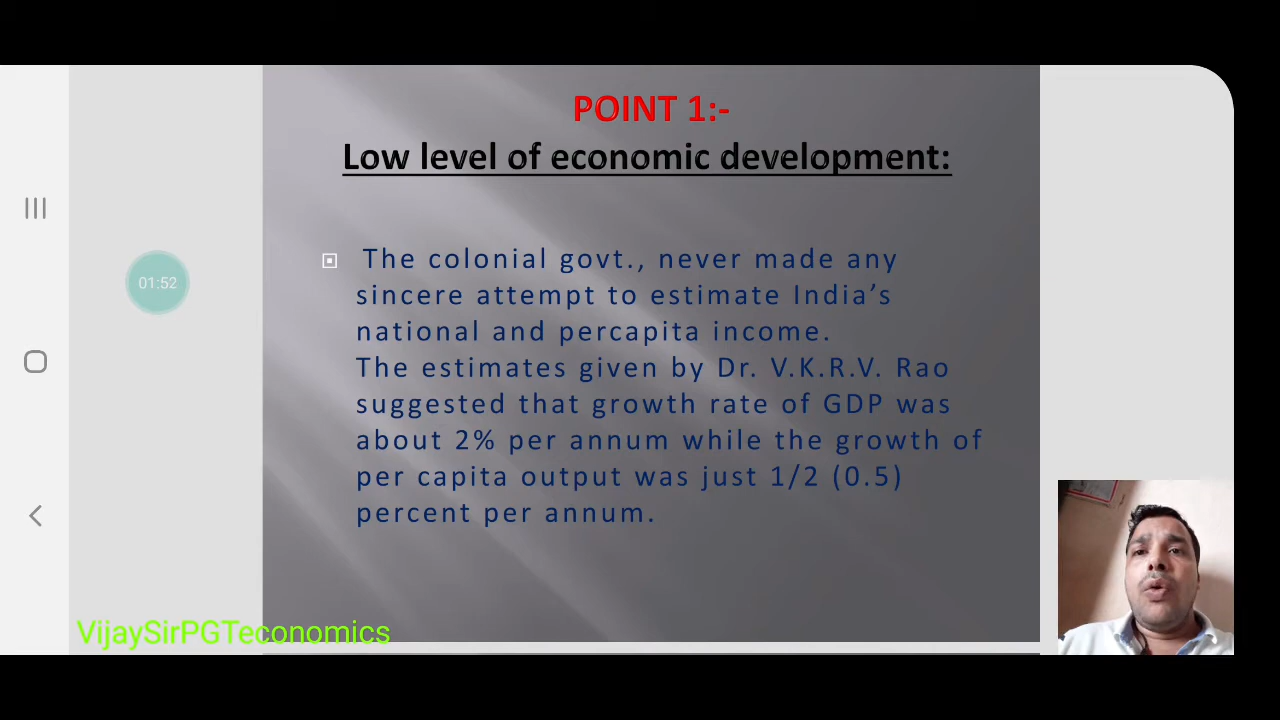 POINT 1:-
Low level of economic development:
The colonial govt., never made any
sincere attempt to estimate India’s
national and percapita income.
The estimates given by Dr. V.K.R.V. Rao
suggested that growth rate of GDP was
about 2% per annum while the growth of
per capita output was just 1/2 (0.5)
percent per annum.
01:52
VijaySirPGTeconomics